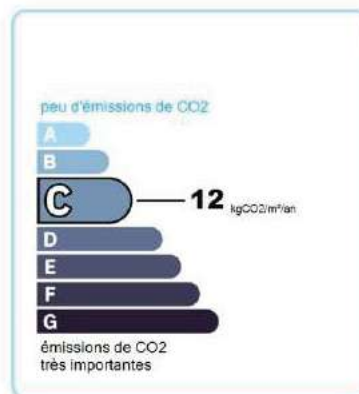 peu d'émissions de CO2
A
B
C 12 kgCO2/m²/an
D
E
F
G
émissions de CO2
très importantes